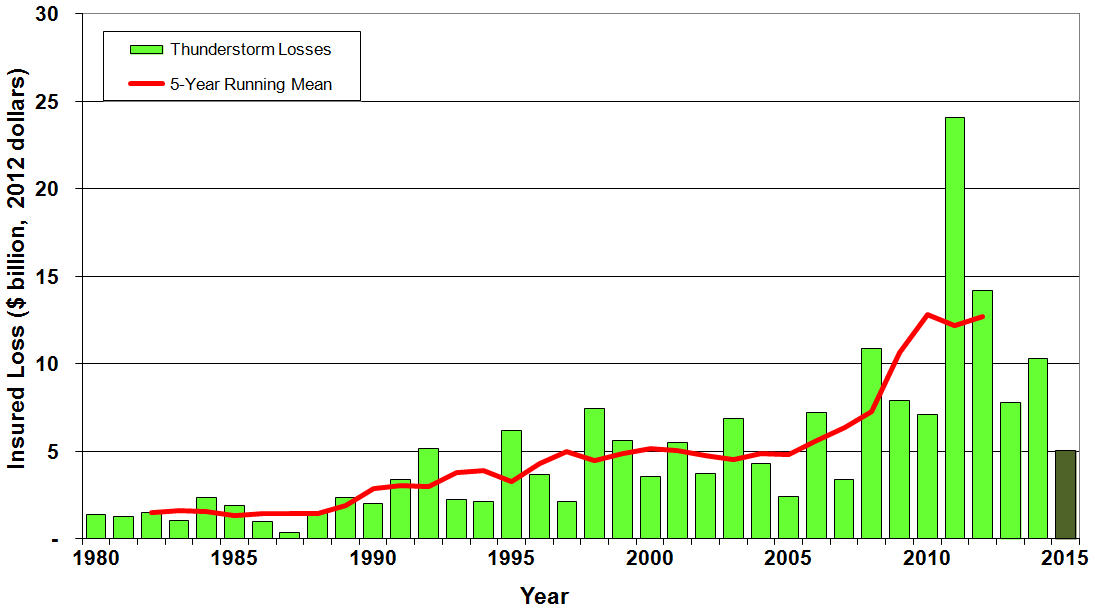 30
25
20
15
10
5
-
Insured Loss ($ billion, 2012 dollars)
Thunderstorm Losses
5-Year Running Mean
1980 1985 1990 1995 2000 2005 2010 2015
Year